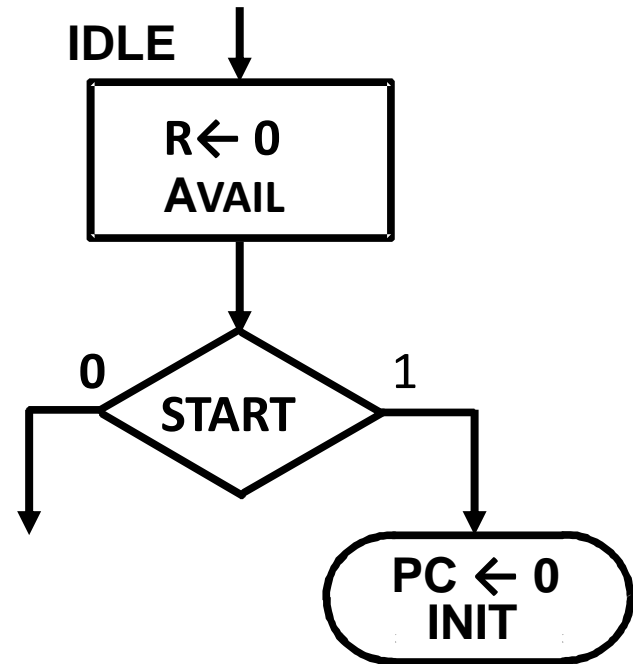 IDLE
R← 0
AVAIL
0
1
START
PC ← 0
INIT